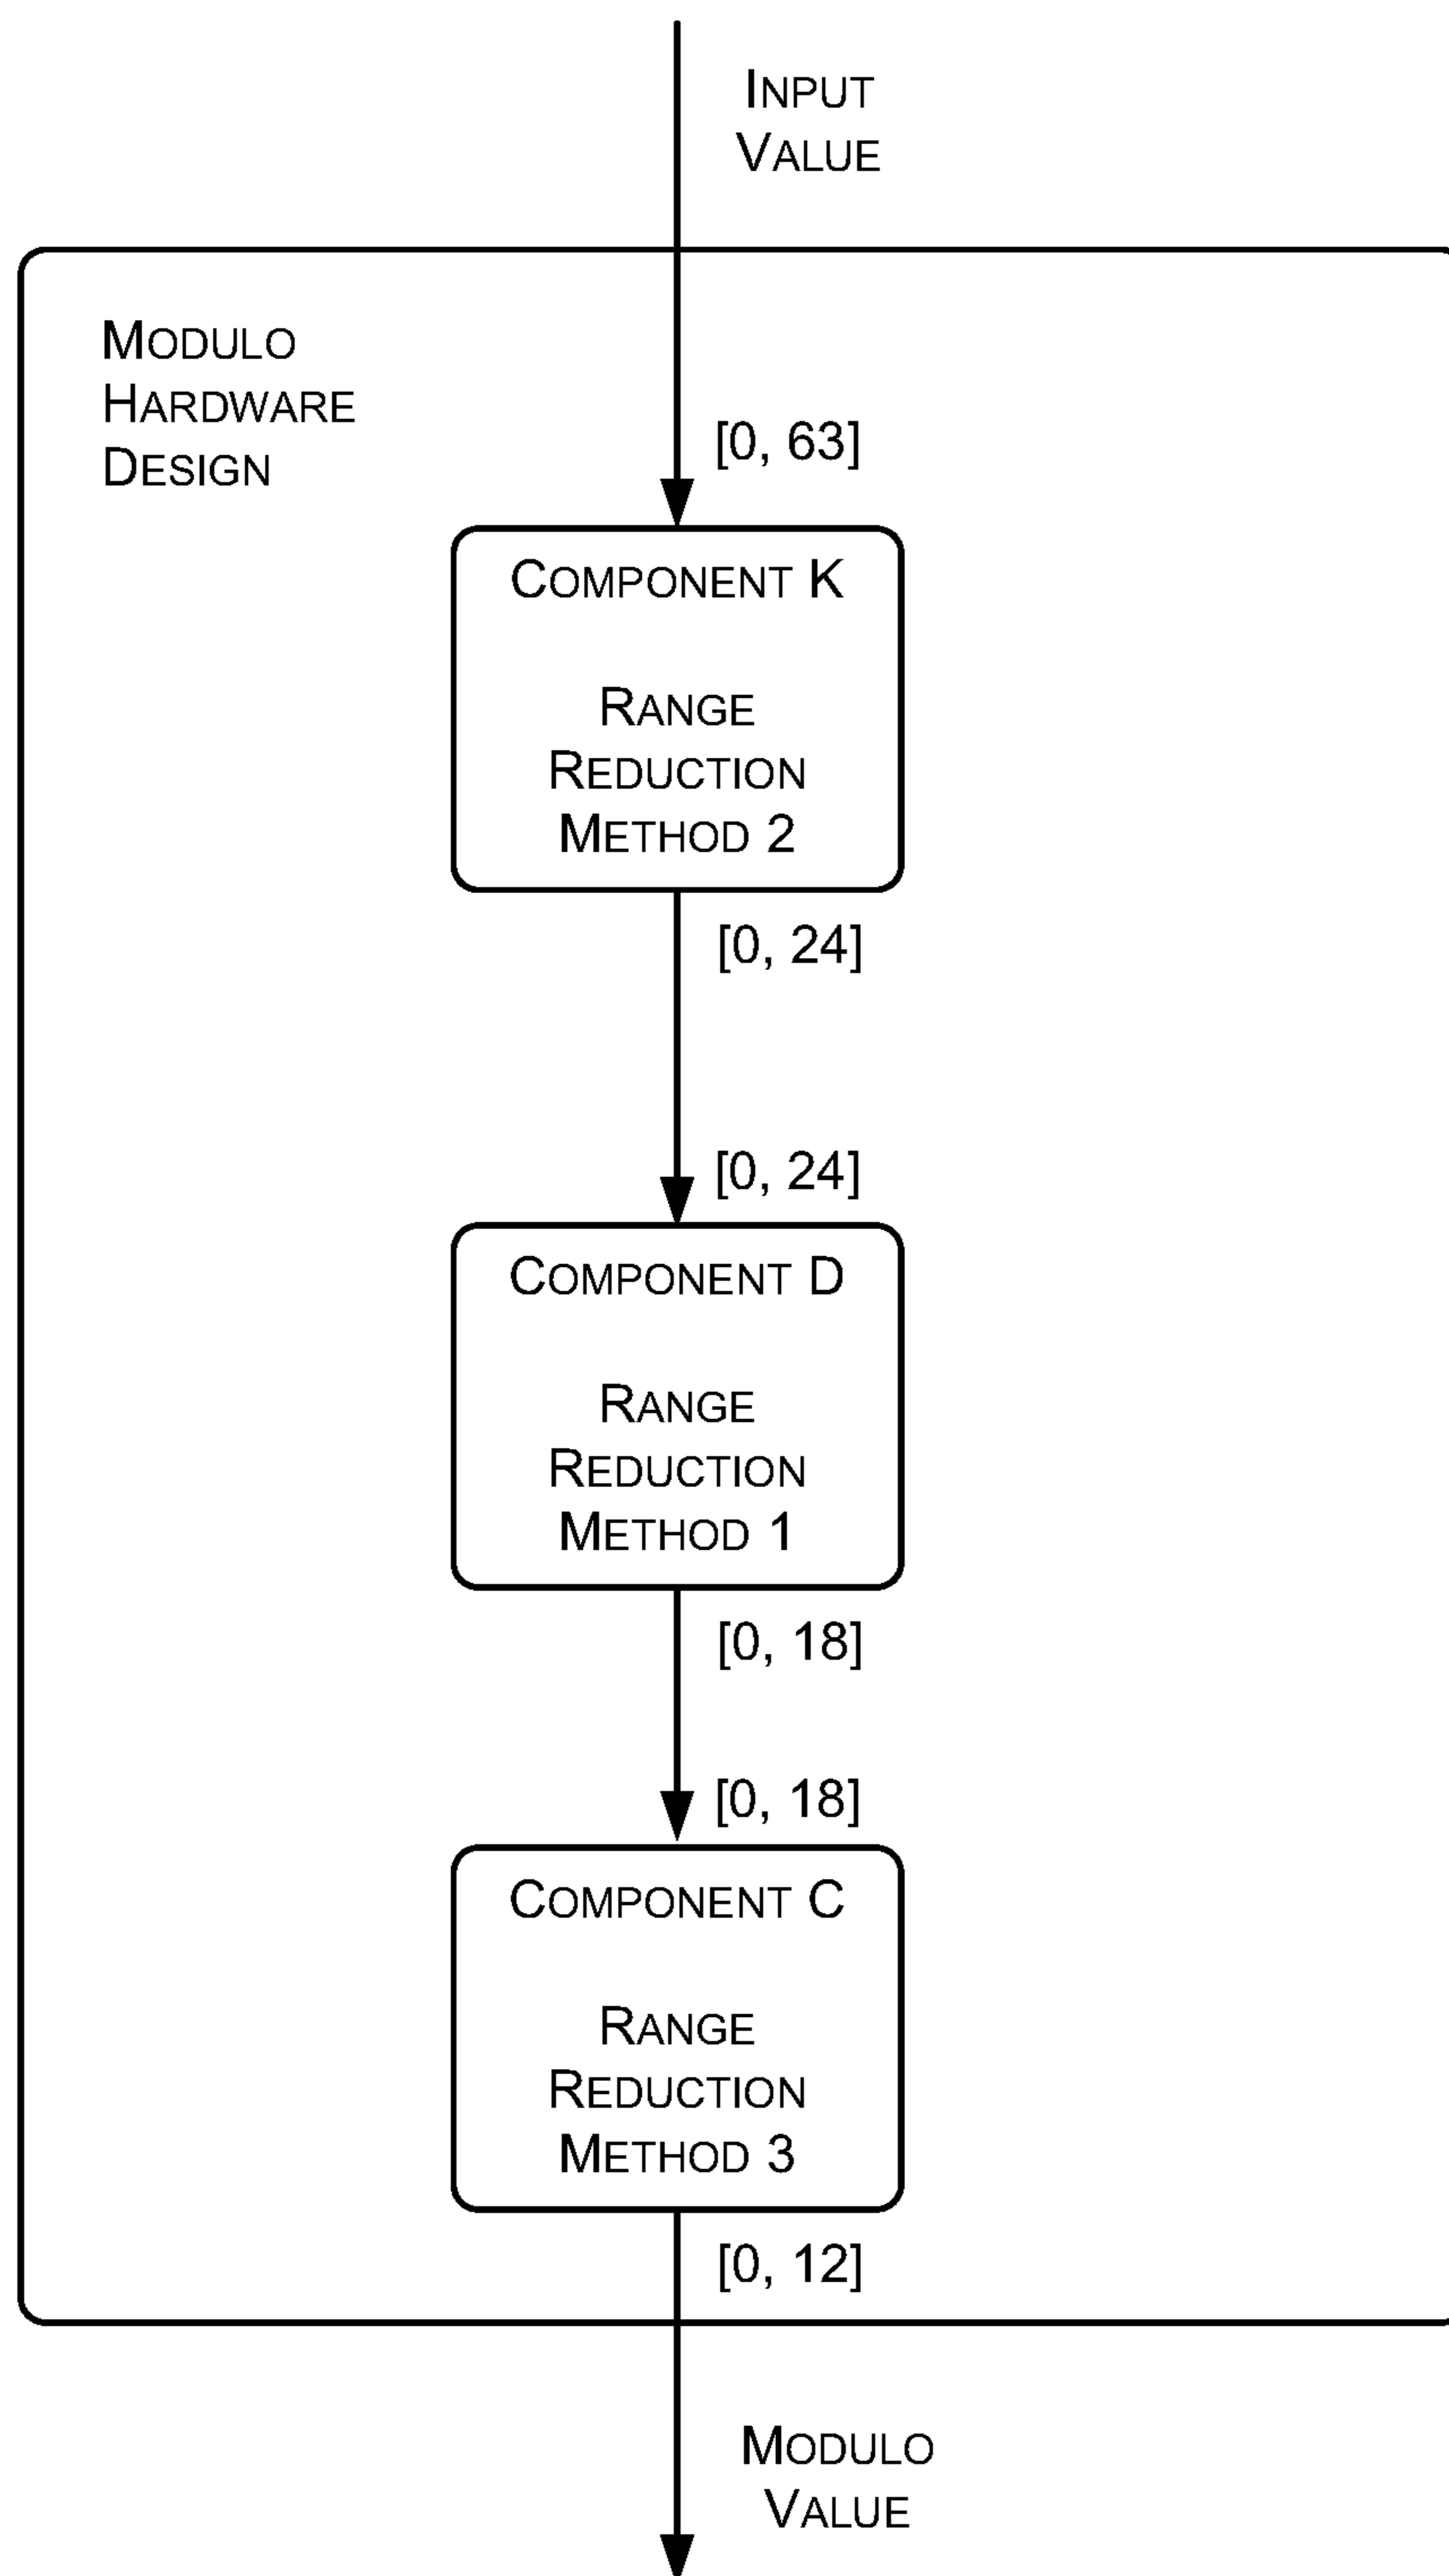 INPUT
VALUE
MODULO
HARDWARE
DESIGN
[0, 63]
COMPONENT K
RANGE
REDUCTION
METHOD 2
[0, 24]
[0, 24]
COMPONENT D
RANGE
REDUCTION
METHOD 1
[0, 18]
[0, 18]
COMPONENT C
RANGE
REDUCTION
METHOD 3
[0, 12]
MODULO
VALUE